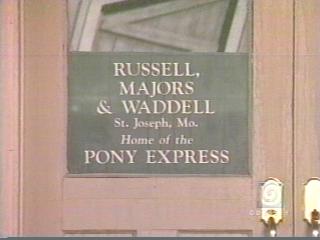 RUSSELL,
MAJORS
& WADDELL
St. Joseph, Mo.
Home of the
PONY EXPRESS